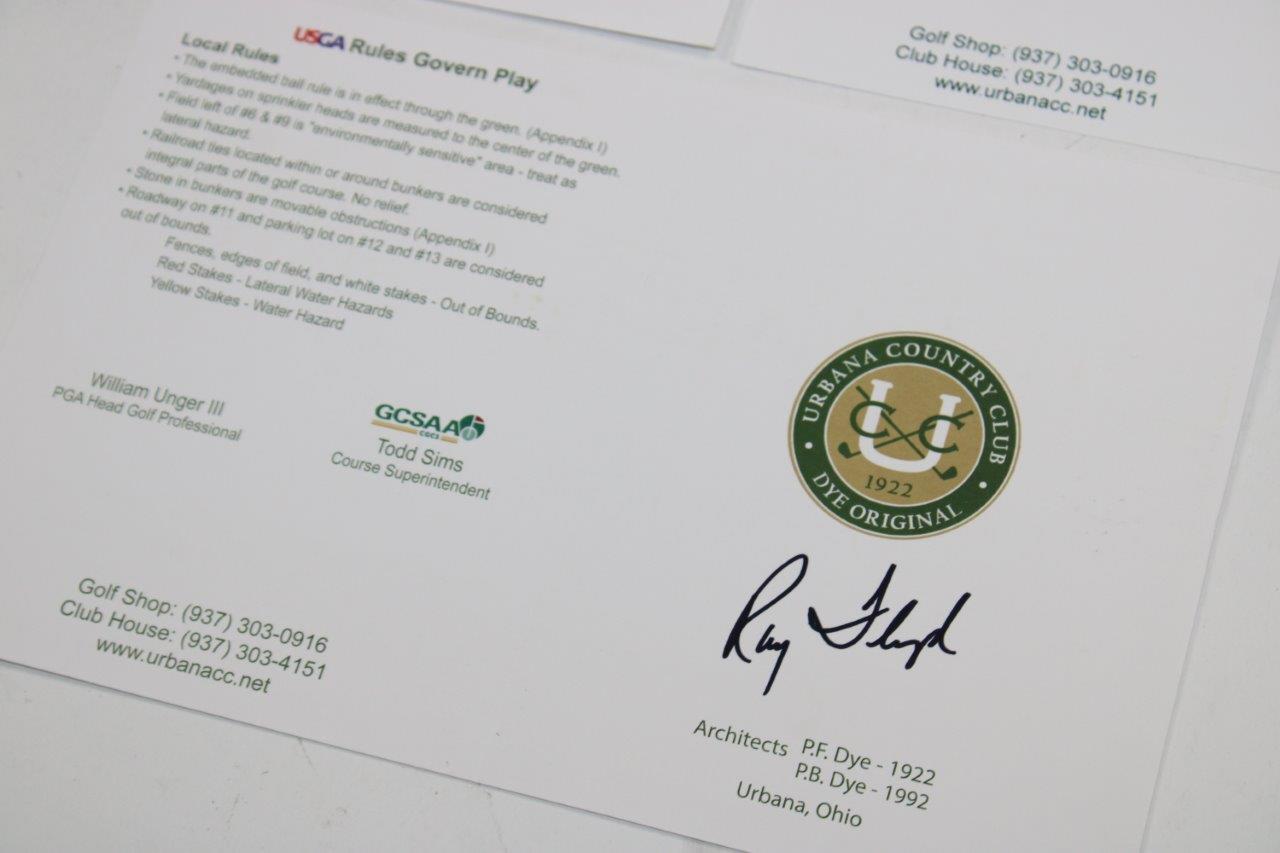 USGA Rules Govern Play
Local Rules
• The embedded ball rule is in effect through the green. (Appendix I)
• Yardages on sprinkler heads are measured to the center of the green.
• Field left of #6 & #9 is "environmentally sensitive" area - treat as
lateral hazard.
• Railroad ties located within or around bunkers are considered
integral parts of the golf course. No relief.
• Stone in bunkers are movable obstructions (Appendix I)
• Roadway on #11 and parking lot on #12 and #13 are considered
out of bounds.
Fences, edges of field, and white stakes - Out of Bounds.
Red Stakes - Lateral Water Hazards
Yellow Stakes - Water Hazard
William Unger III
PGA Head Golf Professional
GCSAA
CGCS
Todd Sims
Course Superintendent
Golf Shop: (937) 303-0916
Club House: (937) 303-4151
www.urbanacc.net
Golf Shop: (937) 303-0916
Club House: (937) 303-4151
www.urbanacc.net
URBANA COUNTRY CLUB
C U C
1922
• DYE ORIGINAL •
Ray Floyd
Architects P.F. Dye - 1922
P.B. Dye - 1992
Urbana, Ohio